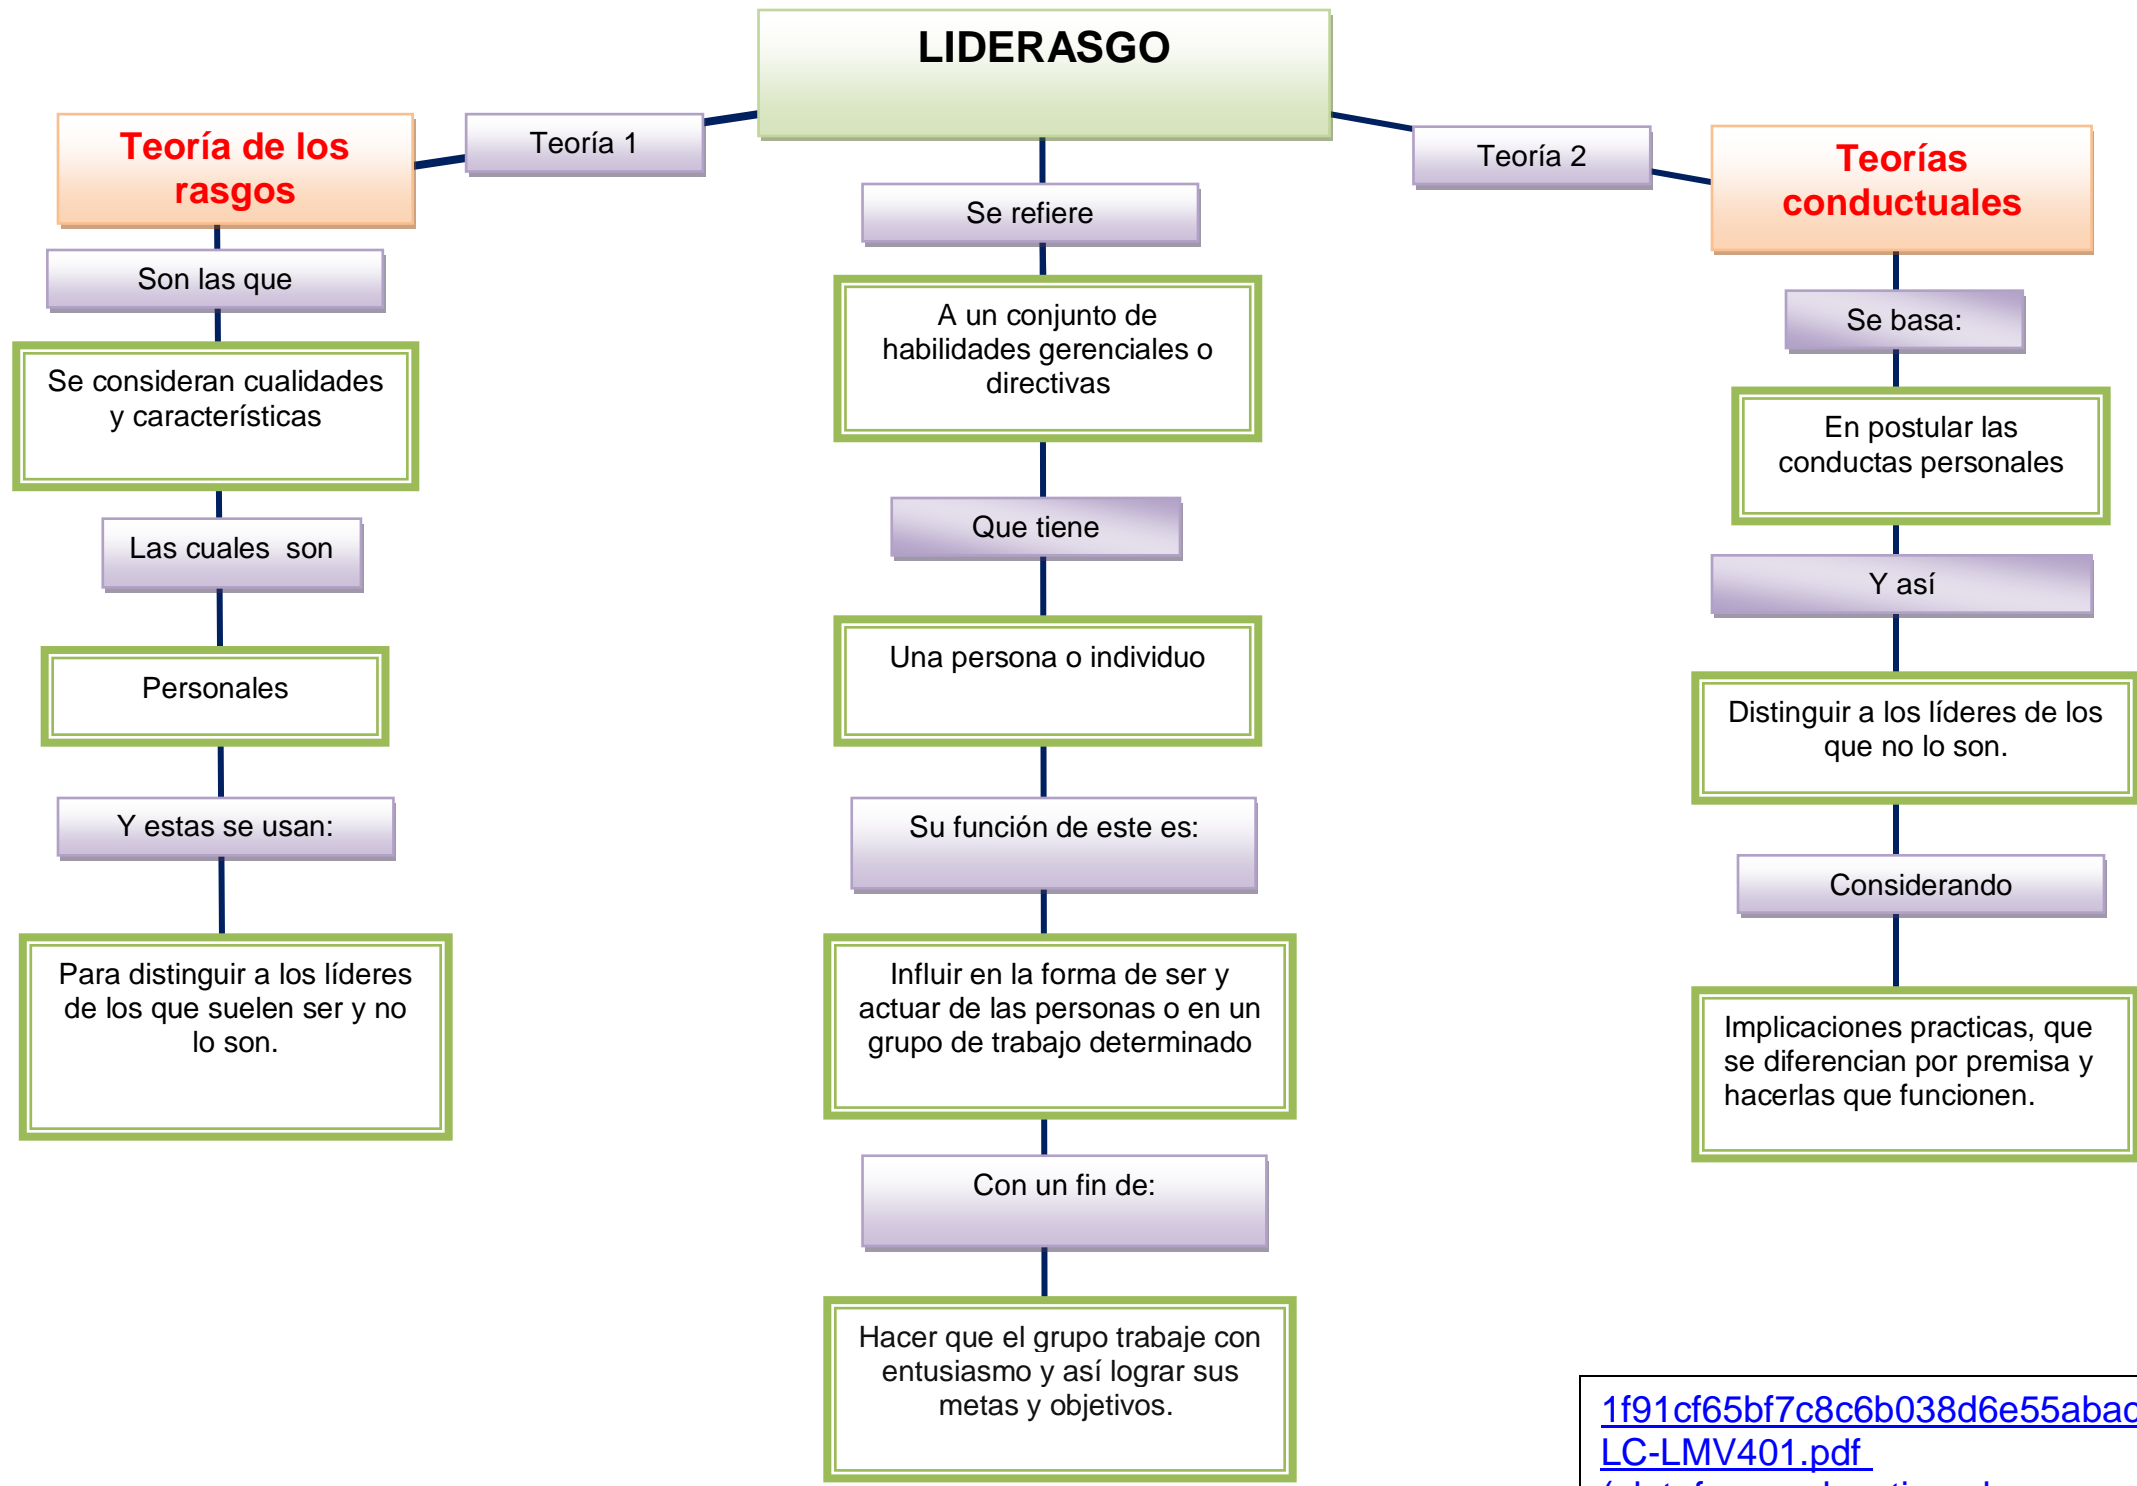 LIDERASGO
Teoría 1
Teoría de los
rasgos
Son las que
Se consideran cualidades
y características
Las cuales son
Personales
Y estas se usan:
Para distinguir a los líderes
de los que suelen ser y no
lo son.
Se refiere
A un conjunto de
habilidades gerenciales o
directivas
Que tiene
Una persona o individuo
Su función de este es:
Influir en la forma de ser y
actuar de las personas o en un
grupo de trabajo determinado
Con un fin de:
Hacer que el grupo trabaje con
entusiasmo y así lograr sus
metas y objetivos.
Teoría 2
Teorías
conductuales
Se basa:
En postular las
conductas personales
Y así
Distinguir a los líderes de los
que no lo son.
Considerando
Implicaciones practicas, que
se diferencian por premisa y
hacerlas que funcionen.
1f91cf65bf7c8c6b038d6e55abac
LC-LMV401.pdf